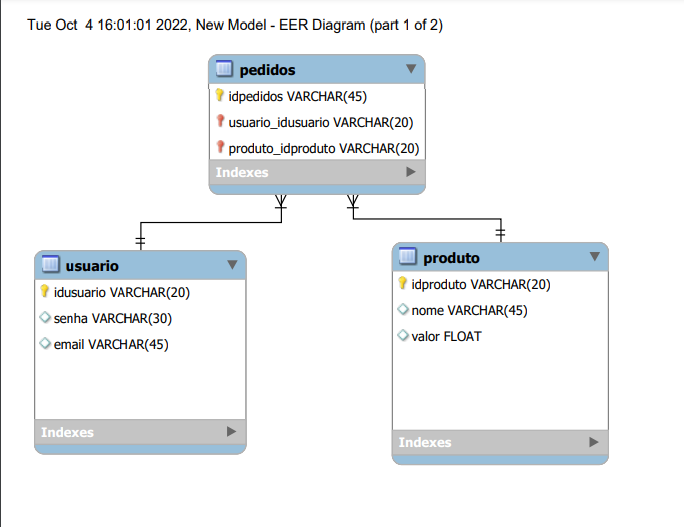 Tue Oct 4 16:01:01 2022, New Model - EER Diagram (part 1 of 2)
pedidos
idpedidos VARCHAR(45)
usuario_idusuario VARCHAR(20)
produto_idproduto VARCHAR(20)
Indexes
usuario
idusuario VARCHAR(20)
senha VARCHAR(30)
email VARCHAR(45)
Indexes
produto
idproduto VARCHAR(20)
nome VARCHAR(45)
valor FLOAT
Indexes